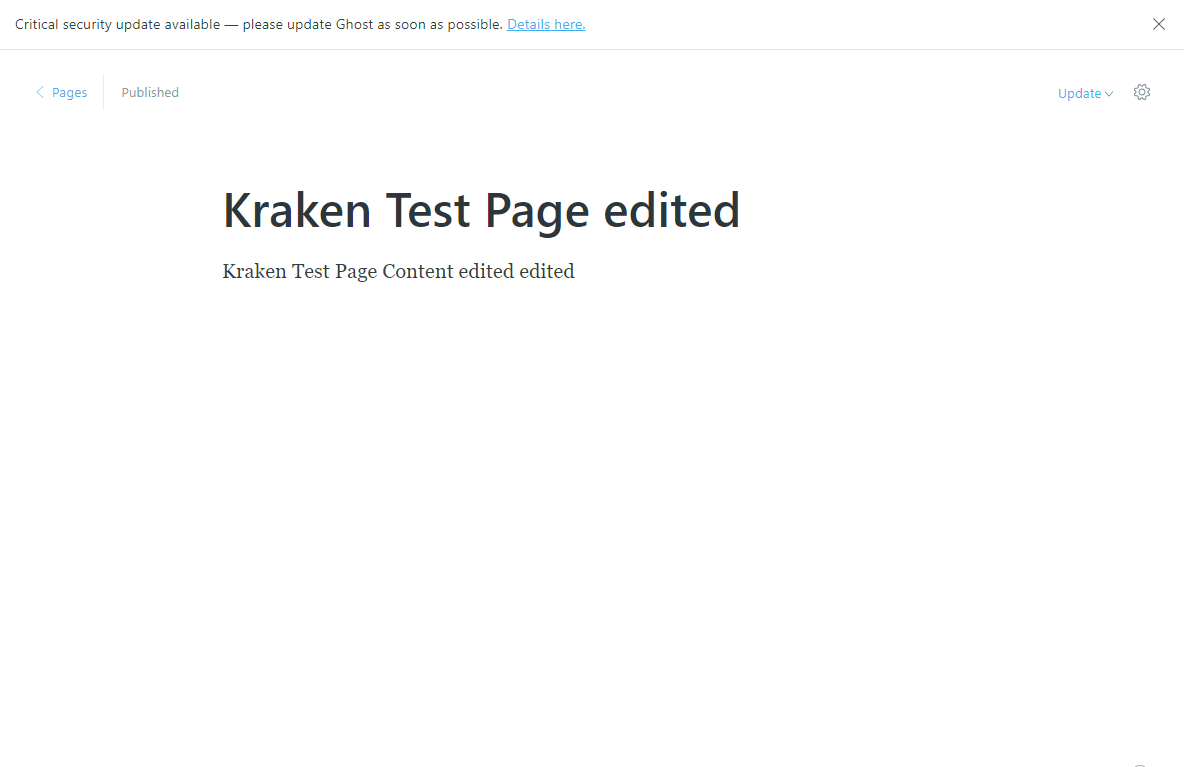 Critical security update available — please update Ghost as soon as possible. Details here.
Pages
Published
Update
Kraken Test Page edited
Kraken Test Page Content edited edited